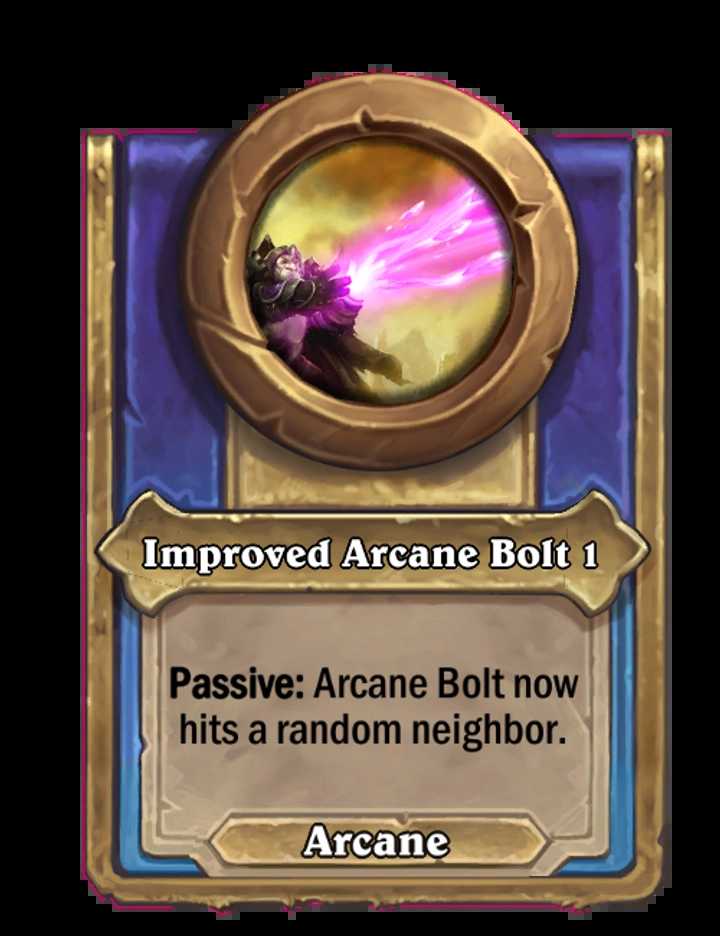 Improved Arcane Bolt 1
Passive: Arcane Bolt now
hits a random neighbor.
Arcane